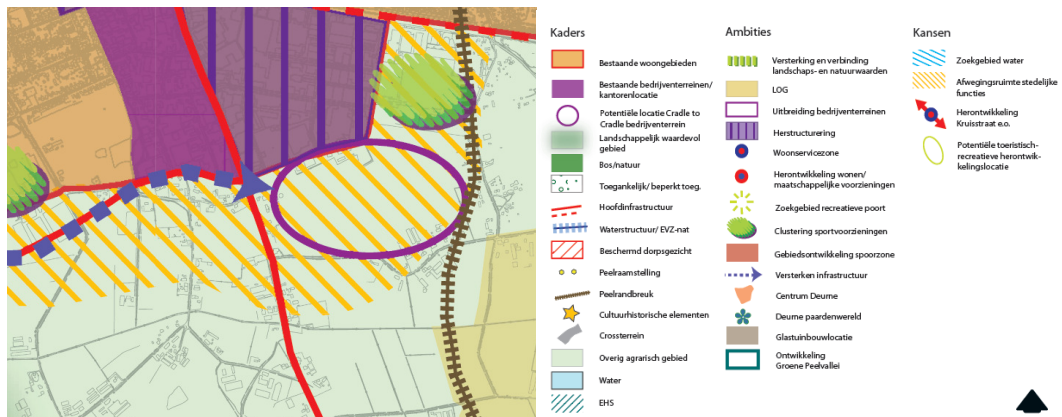 Kaders
Bestaande woongebieden
Bestaande bedrijventerreinen/
kantorenlocatie
Potentiële locatie Cradle to
Cradle bedrijventerrein
Landschappelijk waardevol
gebied
Bos/natuur
Toegankelijk/ beperkt toeg.
Hoofdinfrastructuur
Waterstructuur/ EVZ-nat
Beschermd dorpsgezicht
Peelraamstelling
Peelrandbreuk
Cultuurhistorische elementen
Crossterrein
Overig agrarisch gebied
Water
EHS
Ambities
Versterking en verbinding
landschaps- en natuurwaarden
LOG
Uitbreiding bedrijventerreinen
Herstructurering
Woonservicezone
Herontwikkeling wonen/
maatschappelijke voorzieningen
Zoekgebied recreatieve poort
Clustering sportvoorzieningen
Gebiedsontwikkeling spoorzone
Versterken infrastructuur
Centrum Deurne
Deurne paardenwereld
Glastuinbouwlocatie
Ontwikkeling
Groene Peelvallei
Kansen
Zoekgebied water
Afwegingsruimte stedelijke
functies
Herontwikkeling
Kruisstraat e.o.
Potentiële toeristisch-
recreatieve herontwik-
kelingslocatie